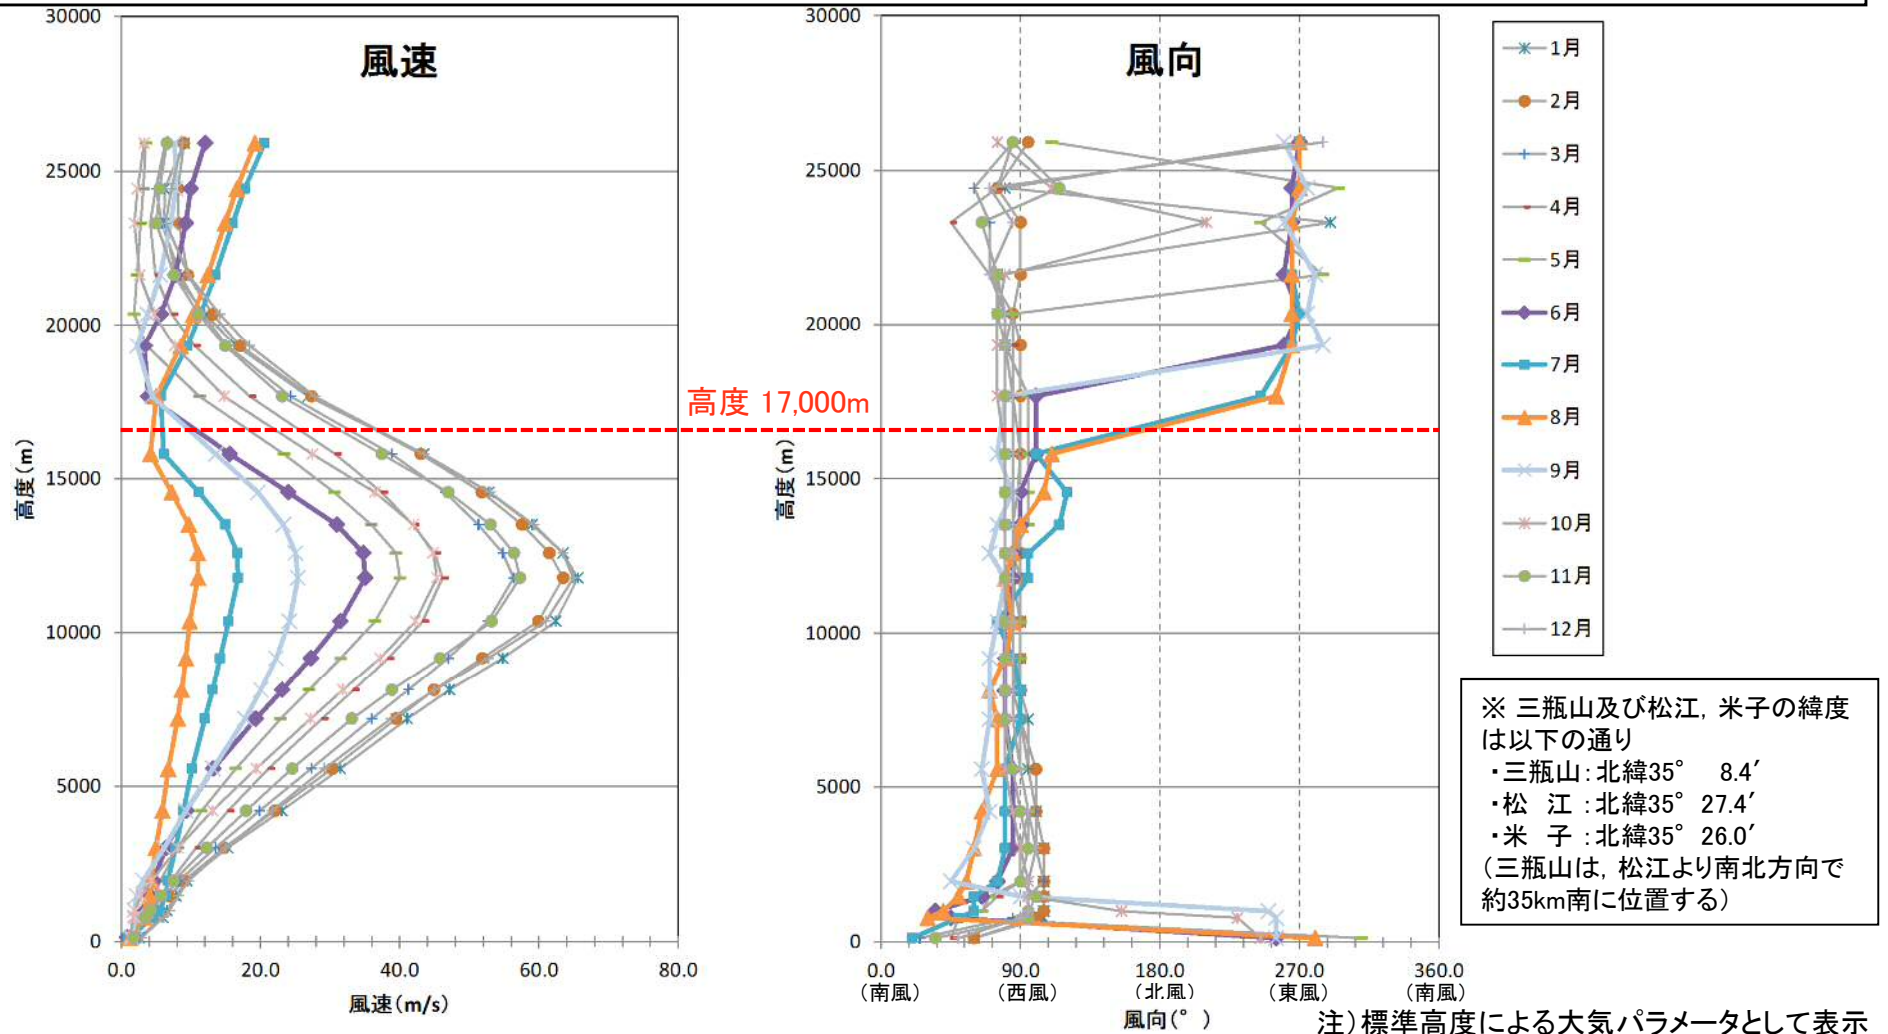 風速
30000
25000
20000
15000
10000
5000
0
高度(m)
0.0 20.0 40.0 60.0 80.0
風速(m/s)
高度 17,000m
風向
30000
25000
20000
15000
10000
5000
0
高度(m)
0.0 90.0 180.0 270.0 360.0
(南風) (西風) (北風) (東風) (南風)
風向(° )
1月
2月
3月
4月
5月
6月
7月
8月
9月
10月
11月
12月
※ 三瓶山及び松江, 米子の緯度
は以下の通り
・三瓶山:北緯35° 8.4′
・松 江 :北緯35° 27.4′
・米 子 :北緯35° 26.0′
(三瓶山は, 松江より南北方向で
約35km南に位置する)
注)標準高度による大気パラメータとして表示